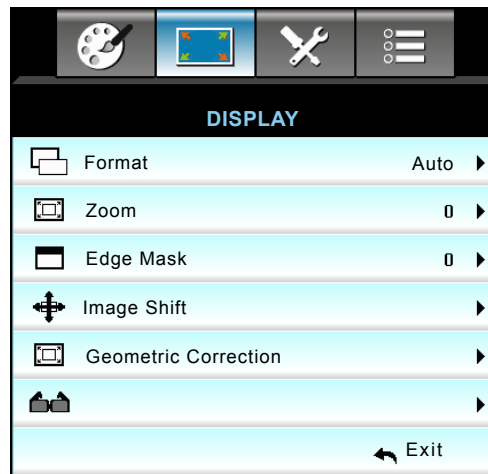 DISPLAY
Format Auto
Zoom 0
Edge Mask 0
Image Shift
Geometric Correction
Exit